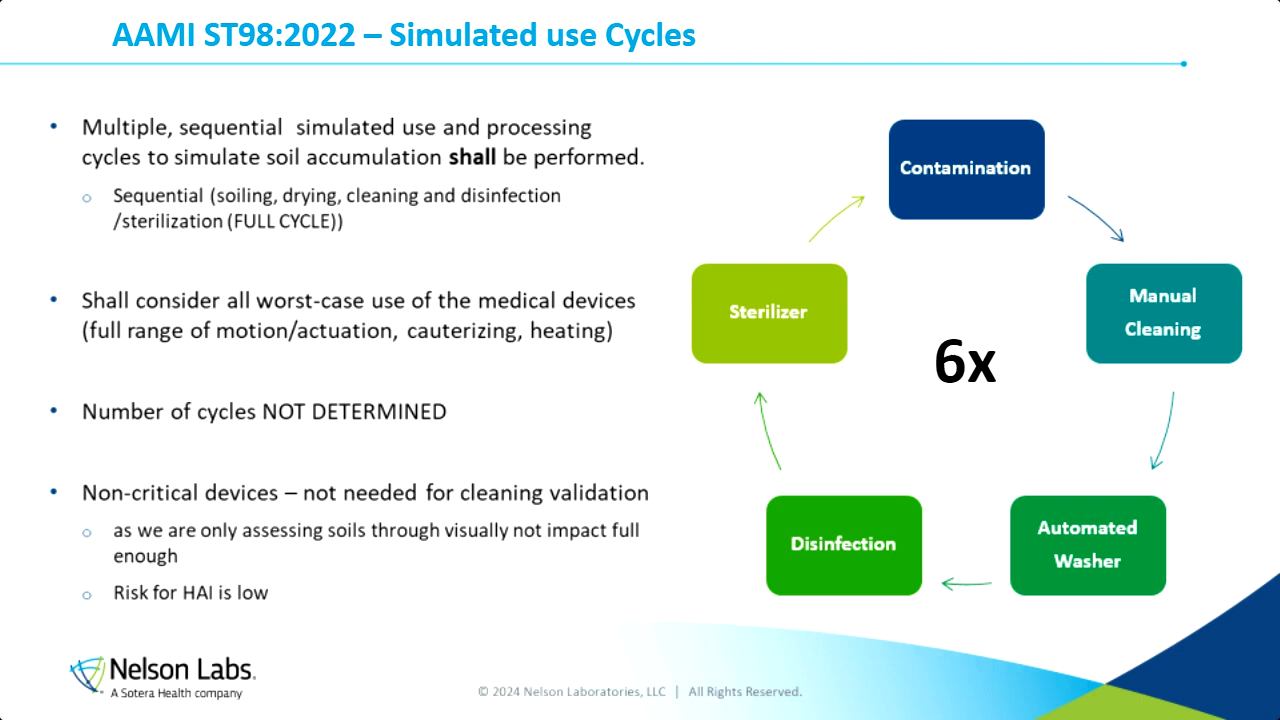 AAMI ST98:2022 – Simulated use Cycles
• Multiple, sequential simulated use and processing
cycles to simulate soil accumulation shall be performed.
o Sequential (soiling, drying, cleaning and disinfection
/sterilization (FULL CYCLE))
• Shall consider all worst-case use of the medical devices
(full range of motion/actuation, cauterizing, heating)
• Number of cycles NOT DETERMINED
• Non-critical devices – not needed for cleaning validation
o as we are only assessing soils through visually not impact full
enough
o Risk for HAI is low
Contamination
Manual
Cleaning
Automated
Washer
Disinfection
Sterilizer
6x
Nelson Labs.
A Sotera Health company
© 2024 Nelson Laboratories, LLC | All Rights Reserved.